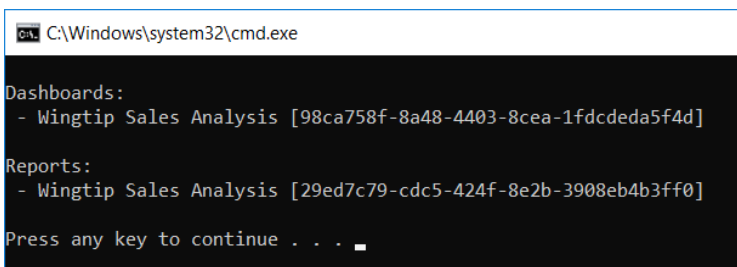 C:\Windows\system32\cmd.exe
Dashboards:
- Wingtip Sales Analysis [98ca758f-8a48-4403-8cea-1fdcdeda5f4d]
Reports:
- Wingtip Sales Analysis [29ed7c79-cdc5-424f-8e2b-3908eb4b3ff0]
Press any key to continue . . .